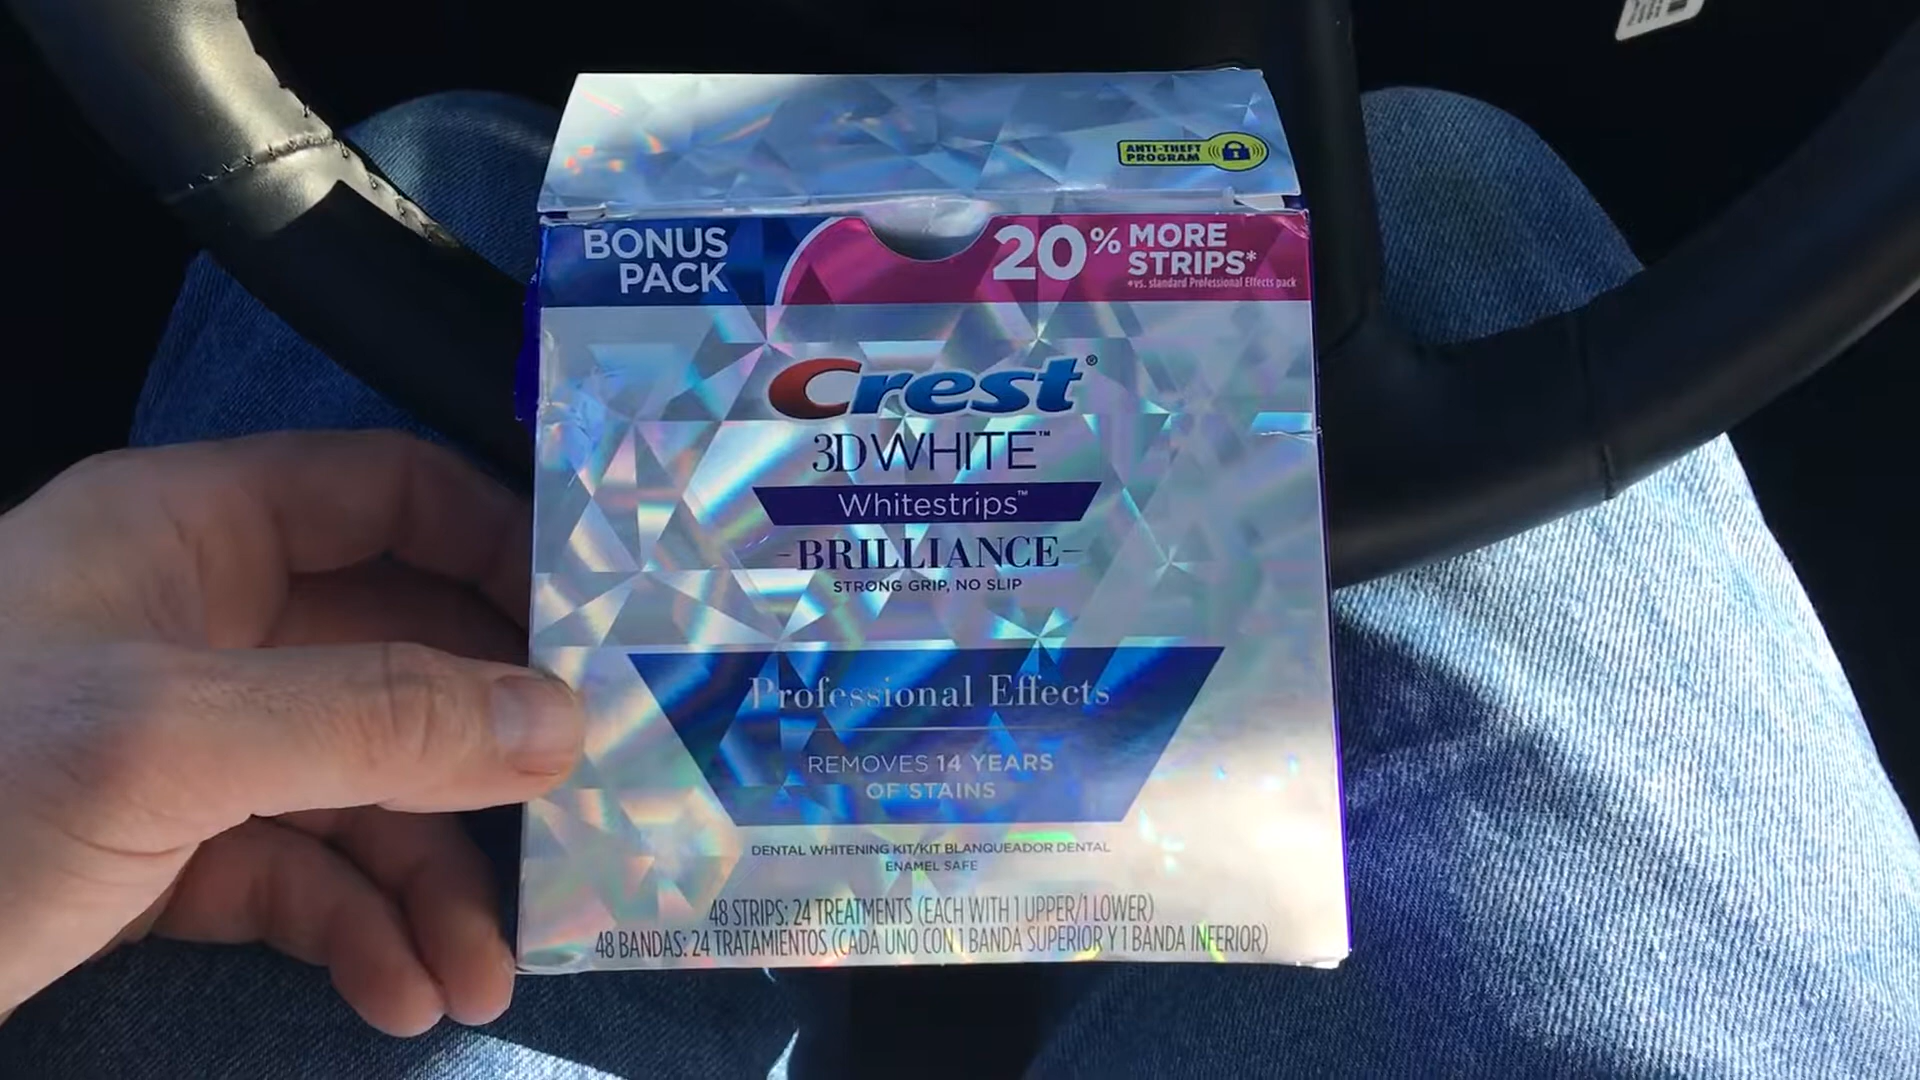 ANTI-THEFT
PROGRAM
BONUS
PACK
20% MORE
STRIPS*
*vs. standard Professional Effects pack
Crest®
3DWHITE™
Whitestrips™
-BRILLIANCE-
STRONG GRIP, NO SLIP
Professional Effects
REMOVES 14 YEARS
OF STAINS
DENTAL WHITENING KIT/KIT BLANQUEADOR DENTAL
ENAMEL SAFE
48 STRIPS: 24 TREATMENTS (EACH WITH 1 UPPER/1 LOWER)
48 BANDAS: 24 TRATAMIENTOS (CADA UNO CON 1 BANDA SUPERIOR Y 1 BANDA INFERIOR)